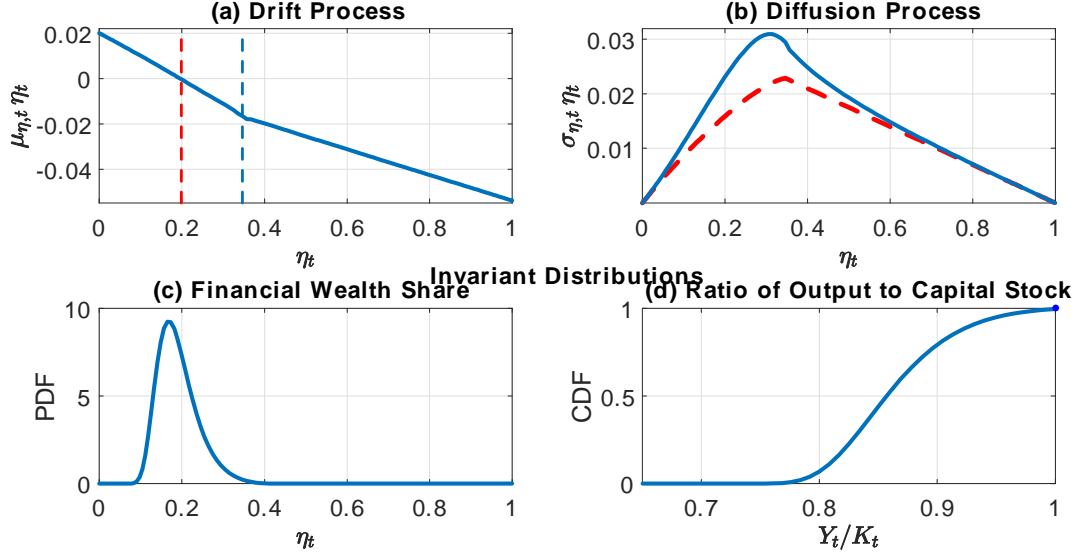 (a) Drift Process
0.02
0
-0.02
-0.04
μη,t ηt
0 0.2 0.4 0.6 0.8 1
ηt
(b) Diffusion Process
0.03
0.02
0.01
ση,t ηt
0 0.2 0.4 0.6 0.8 1
ηt
Invariant Distributions
(c) Financial Wealth Share
10
5
0
PDF
0 0.2 0.4 0.6 0.8 1
ηt
(d) Ratio of Output to Capital Stock
1
0.5
0
CDF
0.7 0.8 0.9 1
Yt/Kt